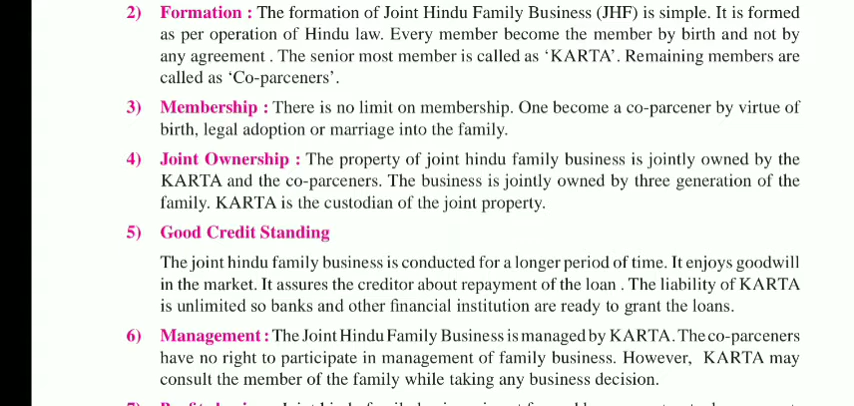 2) Formation : The formation of Joint Hindu Family Business (JHF) is simple. It is formed
as per operation of Hindu law. Every member become the member by birth and not by
any agreement . The senior most member is called as ‘KARTA’. Remaining members are
called as ‘Co-parceners’.
3) Membership : There is no limit on membership. One become a co-parcener by virtue of
birth, legal adoption or marriage into the family.
4) Joint Ownership : The property of joint hindu family business is jointly owned by the
KARTA and the co-parceners. The business is jointly owned by three generation of the
family. KARTA is the custodian of the joint property.
5) Good Credit Standing
The joint hindu family business is conducted for a longer period of time. It enjoys goodwill
in the market. It assures the creditor about repayment of the loan . The liability of KARTA
is unlimited so banks and other financial institution are ready to grant the loans.
6) Management : The Joint Hindu Family Business is managed by KARTA. The co-parceners
have no right to participate in management of family business. However, KARTA may
consult the member of the family while taking any business decision.